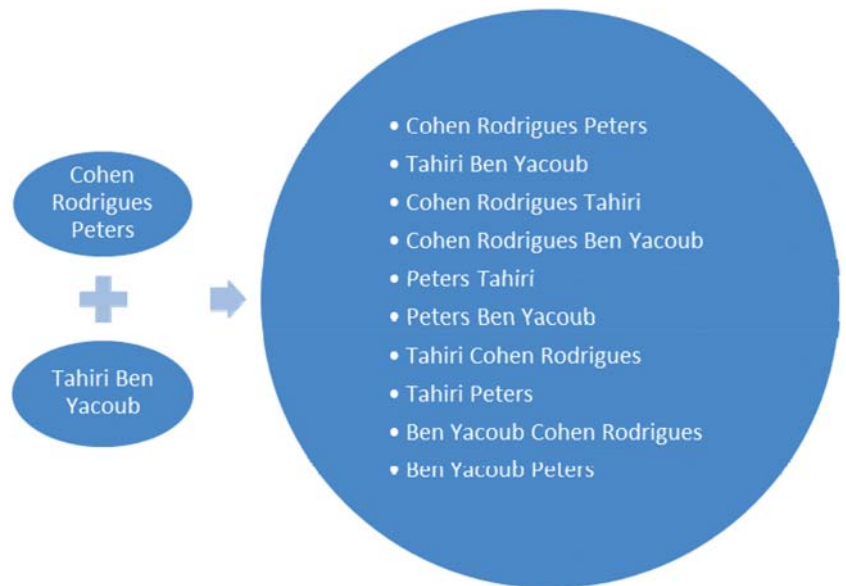 Cohen
Rodrigues
Peters
Tahiri Ben
Yacoub
• Cohen Rodrigues Peters
• Tahiri Ben Yacoub
• Cohen Rodrigues Tahiri
• Cohen Rodrigues Ben Yacoub
• Peters Tahiri
• Peters Ben Yacoub
• Tahiri Cohen Rodrigues
• Tahiri Peters
• Ben Yacoub Cohen Rodrigues
• Ben Yacoub Peters